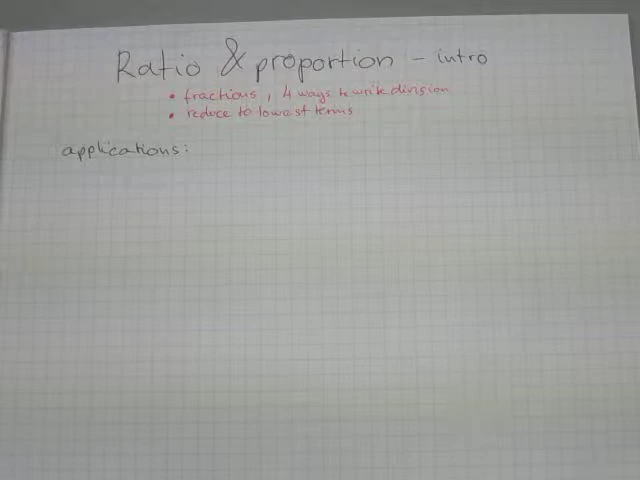 Ratio & proportion - intro
• fractions, 4 ways to write division
• reduce to lowest terms
applications: